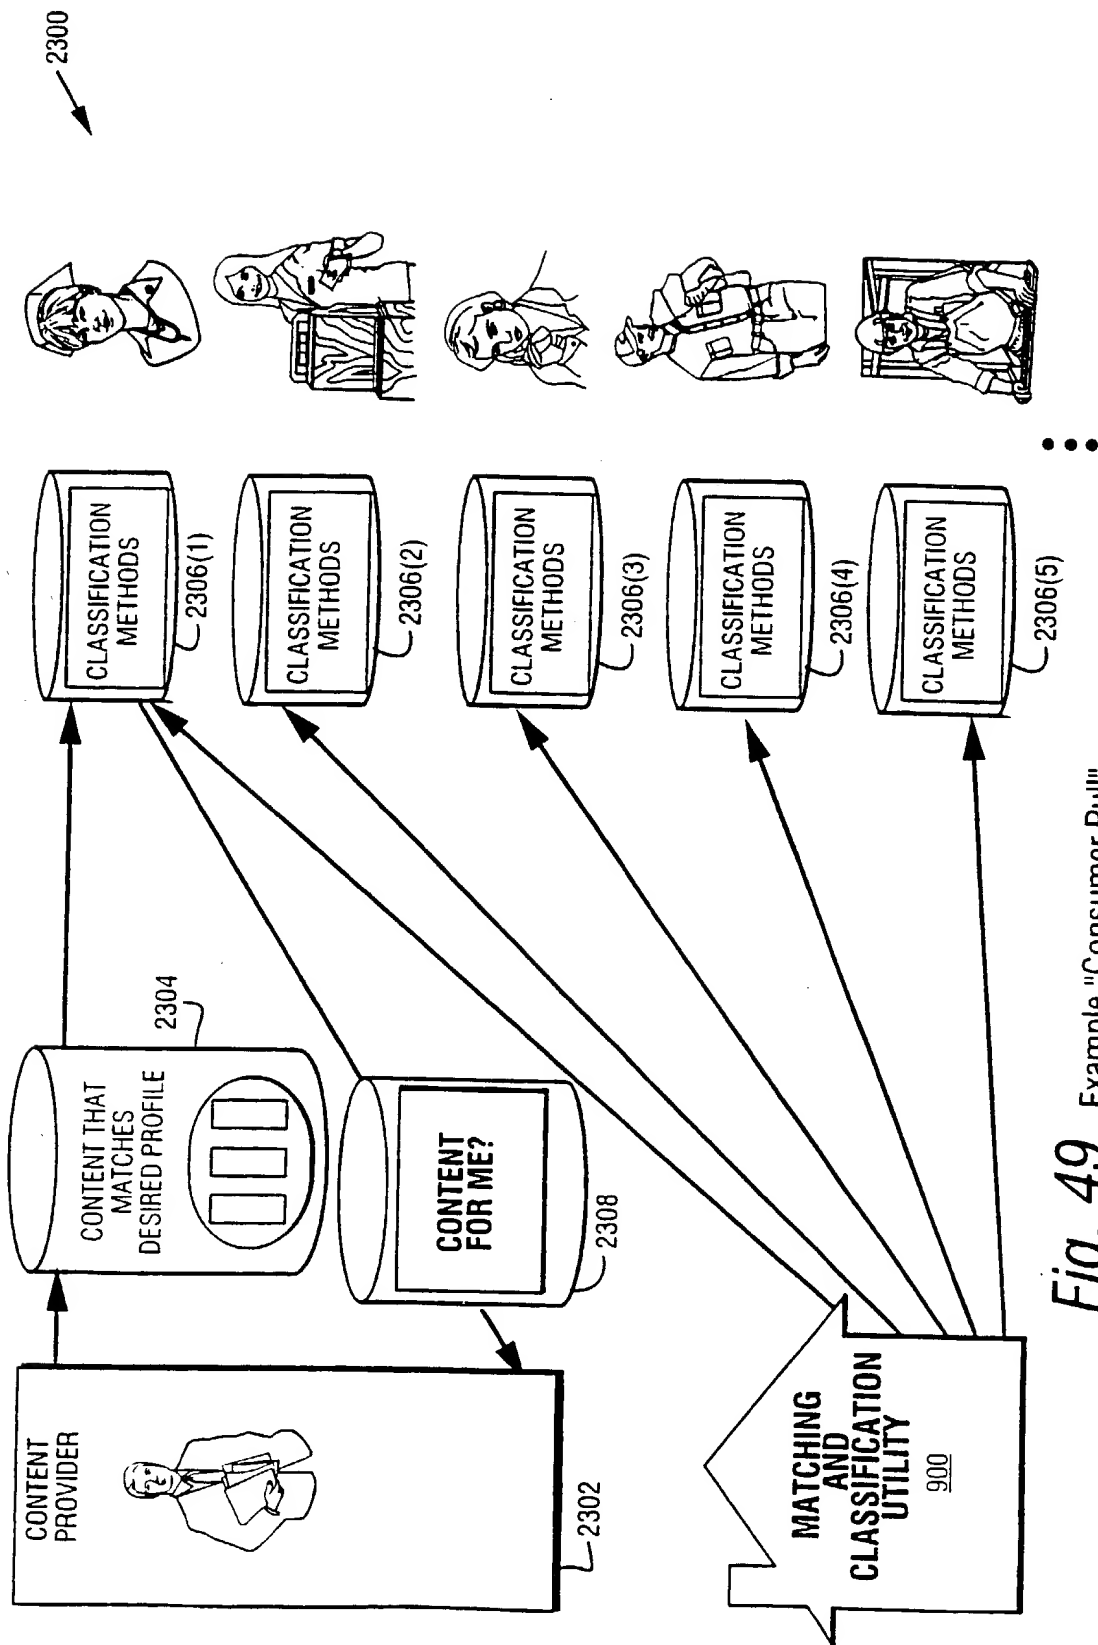 2300
CONTENT
PROVIDER
2302
CONTENT THAT
MATCHES
DESIRED PROFILE
2304
CONTENT
FOR ME?
2308
MATCHING
AND
CLASSIFICATION
UTILITY
900
CLASSIFICATION
METHODS
2306(1)
CLASSIFICATION
METHODS
2306(2)
CLASSIFICATION
METHODS
2306(3)
CLASSIFICATION
METHODS
2306(4)
CLASSIFICATION
METHODS
2306(5)
Fig. 49 Example "Consumer Pull"